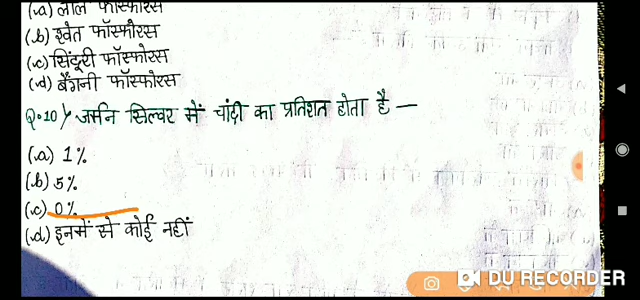 (a) लाल फॉस्फोरस
(b) श्वेत फॉस्फोरस
(c) सिंदूरी फॉस्फोरस
(d) बैंगनी फॉस्फोरस
Q.10) जर्मन सिल्वर में चांदी का प्रतिशत होता है —
(a) 1%
(b) 5%
(c) 0%
(d) इनमें से कोई नहीं
DU RECORDER